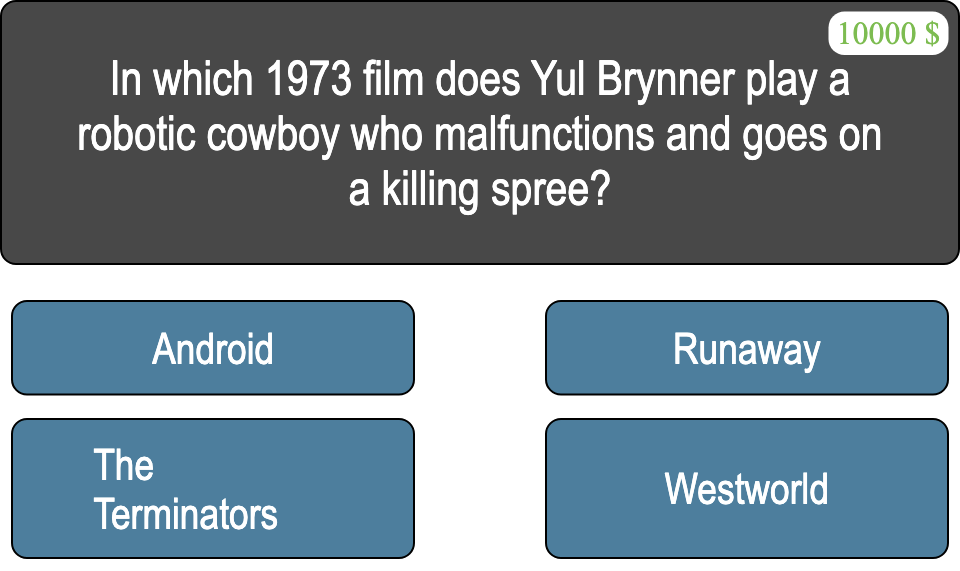 10000 $
In which 1973 film does Yul Brynner play a
robotic cowboy who malfunctions and goes on
a killing spree?
Android
Runaway
The
Terminators
Westworld